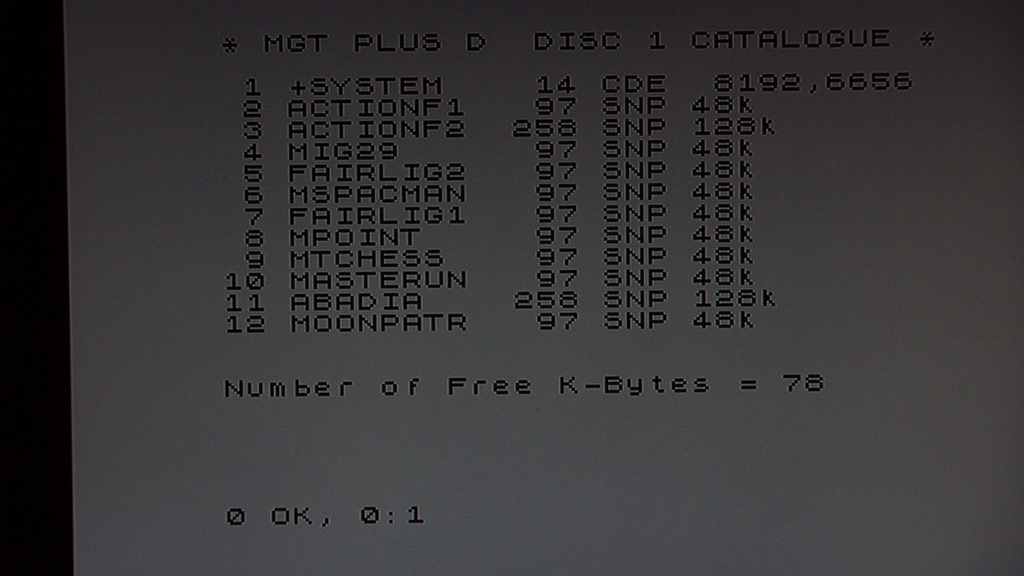 * MGT PLUS D  DISC 1 CATALOGUE *
1 +SYSTEM 14 CDE 8192,6656
2 ACTIONF1 97 SNP 48k
3 ACTIONF2 258 SNP 128k
4 MIG29 97 SNP 48k
5 FAIRLIG2 97 SNP 48k
6 MSPACMAN 97 SNP 48k
7 FAIRLIG1 97 SNP 48k
8 MPOINT 97 SNP 48k
9 MTCHESS 97 SNP 48k
10 MASTERUN 97 SNP 48k
11 ABADIA 258 SNP 128k
12 MOONPATR 97 SNP 48k
Number of Free K-Bytes = 78
0 OK, 0:1